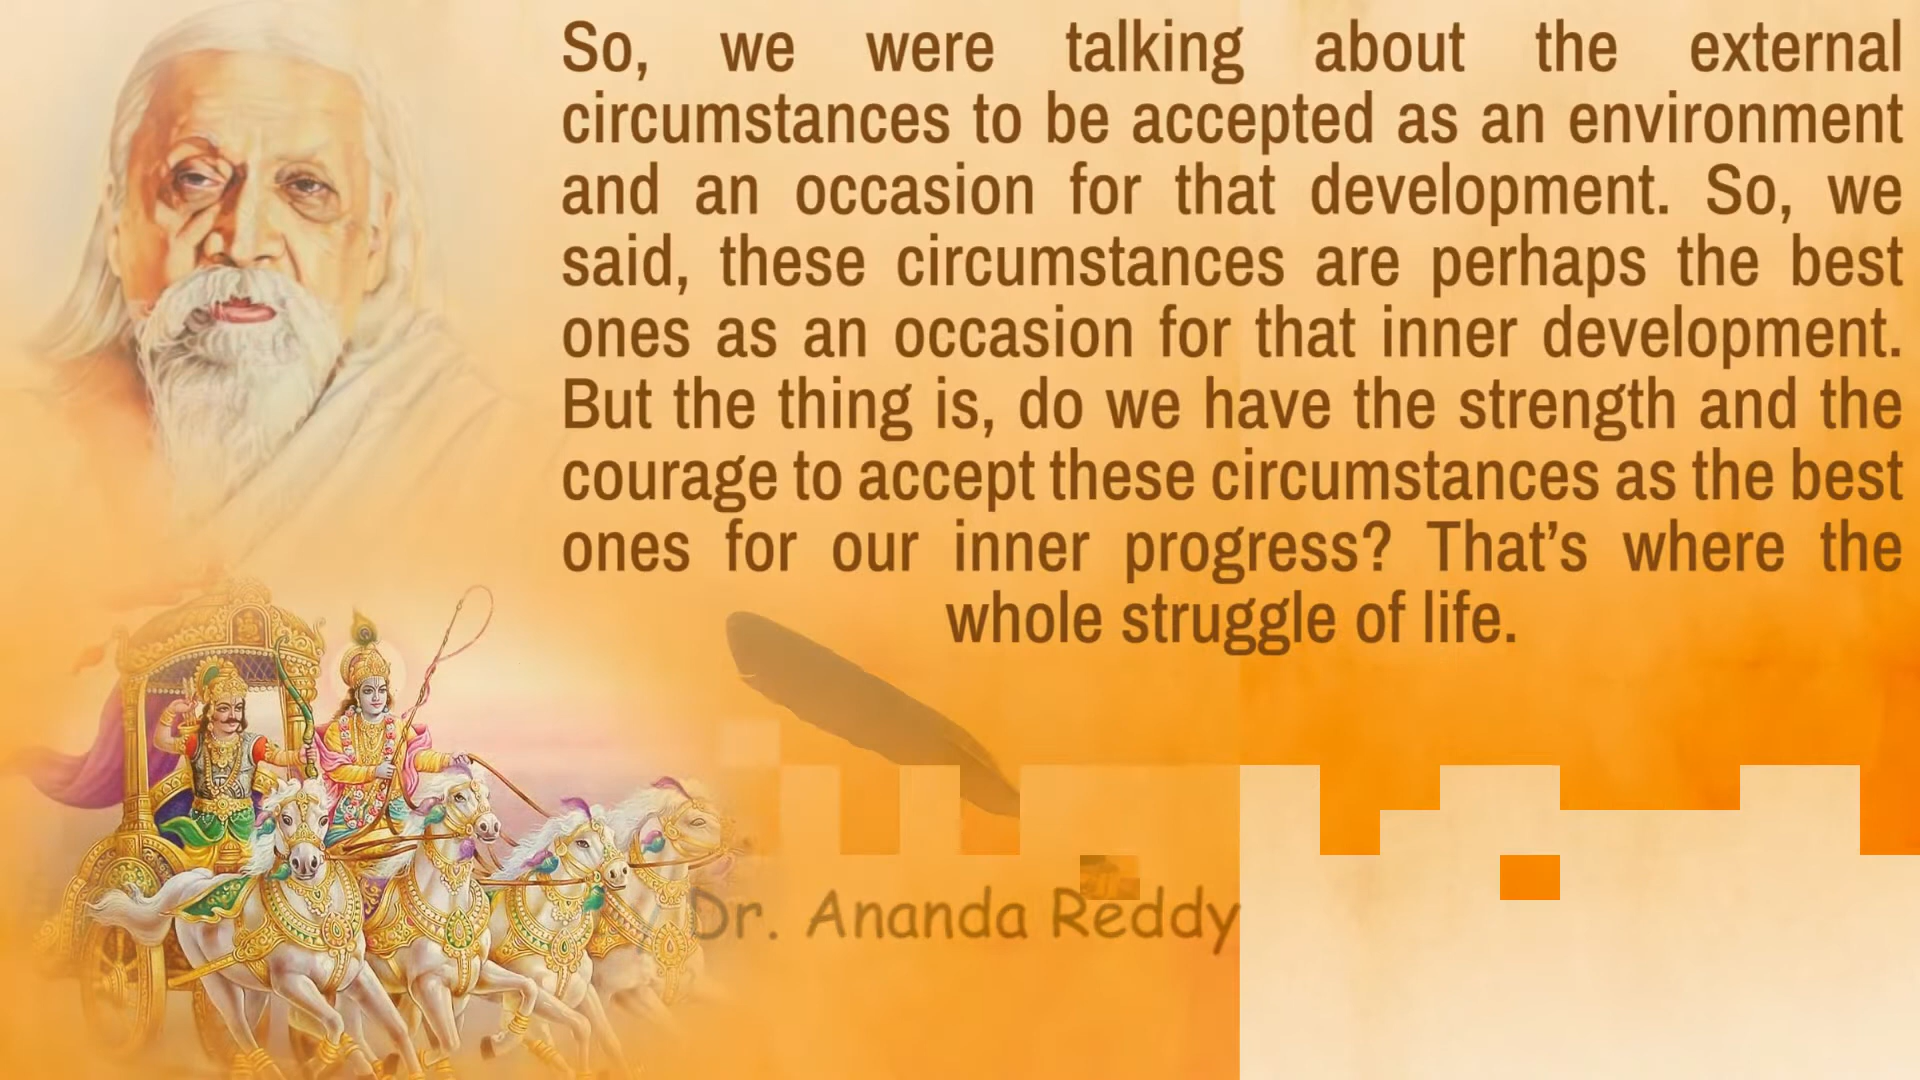 So, we were talking about the external
circumstances to be accepted as an environment
and an occasion for that development. So, we
said, these circumstances are perhaps the best
ones as an occasion for that inner development.
But the thing is, do we have the strength and the
courage to accept these circumstances as the best
ones for our inner progress? That’s where the
whole struggle of life.
Dr. Ananda Reddy